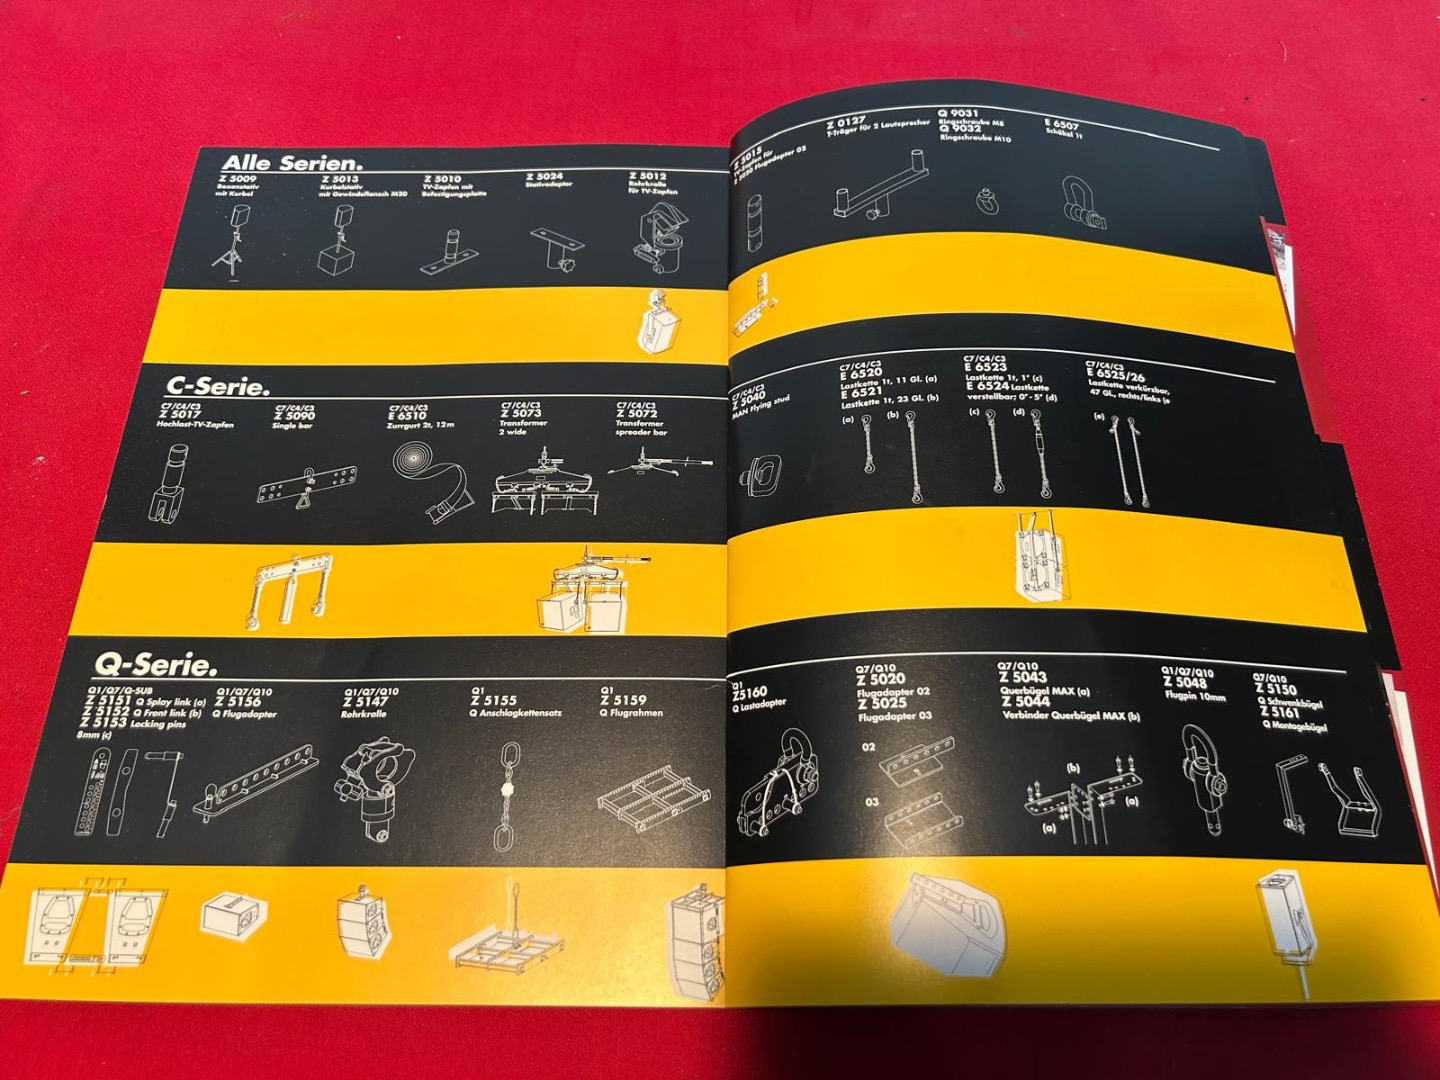 Alle Serien.
Z 5009
Boxenstativ
mit Kurbel
Z 5013
Kurbelstativ
mit Gewindeflansch M20
Z 5010
TV-Zapfen mit
Befestigungsplatte
Z 5024
Stativadapter
Z 5012
Rohrkralle
für TV-Zapfen
Z 5015
TV-Zapfen für
Z 5020 Flugadapter 02
Z 0127
T-Träger für 2 Lautsprecher
Q 9031
Ringschraube M8
Q 9032
Ringschraube M10
E 6507
Schäkel 1t
C-Serie.
C7/C4/C3
Z 5017
Hochlast-TV-Zapfen
C7/C4/C3
Z 5090
Single bar
C7/C4/C3
E 6510
Zurrgurt 2t, 12m
C7/C4/C3
Z 5073
Transformer
2 wide
C7/C4/C3
Z 5072
Transformer
spreader bar
C7/C4/C3
Z 5040
MAN Flying stud
C7/C4/C3
E 6520
Lastkette 1t, 11 Gl. (a)
E 6521
Lastkette 1t, 23 Gl. (b)
C7/C4/C3
E 6523
Lastkette 1t, 1° (c)
E 6524 Lastkette
verstellbar; 0°-5° (d)
C7/C4/C3
E 6525/26
Lastkette verkürzbar,
47 Gl., rechts/links (e
(a)
(b)
(c)
(d)
(e)
Q-Serie.
Q1/Q7/Q-SUB
Z 5151 Q Splay link (a)
Z 5152 Q Front link (b)
Z 5153 Locking pins
8mm (c)
Q1/Q7/Q10
Z 5156
Q Flugadapter
Q1/Q7/Q10
Z 5147
Rohrkralle
Q1
Z 5155
Q Anschlagkettensatz
Q1
Z 5159
Q Flugrahmen
Q1
Z5160
Q Lastadapter
Q7/Q10
Z 5020
Flugadapter 02
Z 5025
Flugadapter 03
02
03
Q7/Q10
Z 5043
Querbügel MAX (a)
Z 5044
Verbinder Querbügel MAX (b)
(b)
(a)
(a)
Q1/Q7/Q10
Z 5048
Flugpin 10mm
Q7/Q10
Z 5150
Q Schwenkbügel
Z 5161
Q Montagebügel